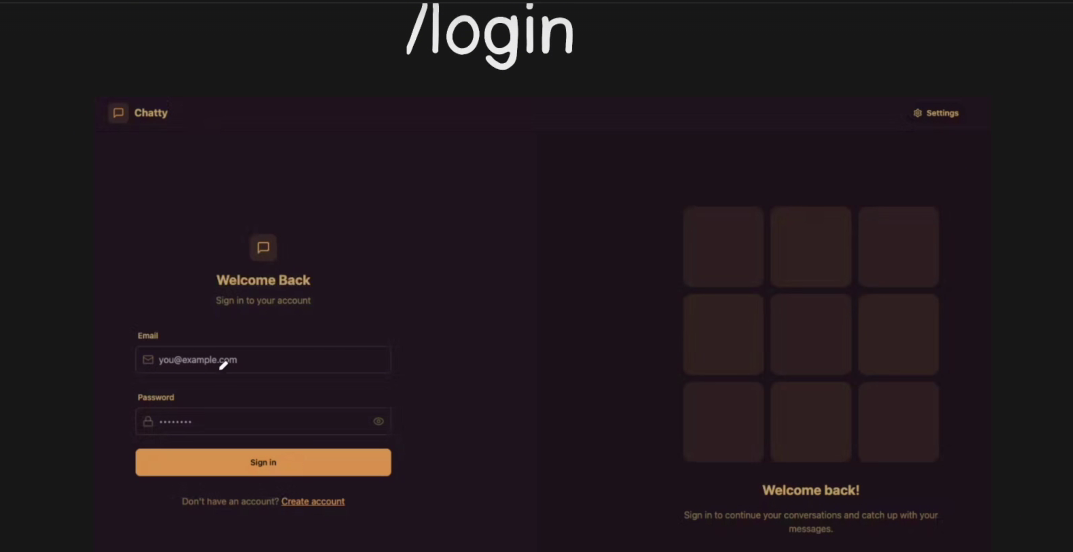 /login
Chatty
Settings
Welcome Back
Sign in to your account
Email
you@example.com
Password
••••••••
Sign in
Don't have an account? Create account
Welcome back!
Sign in to continue your conversations and catch up with your
messages.